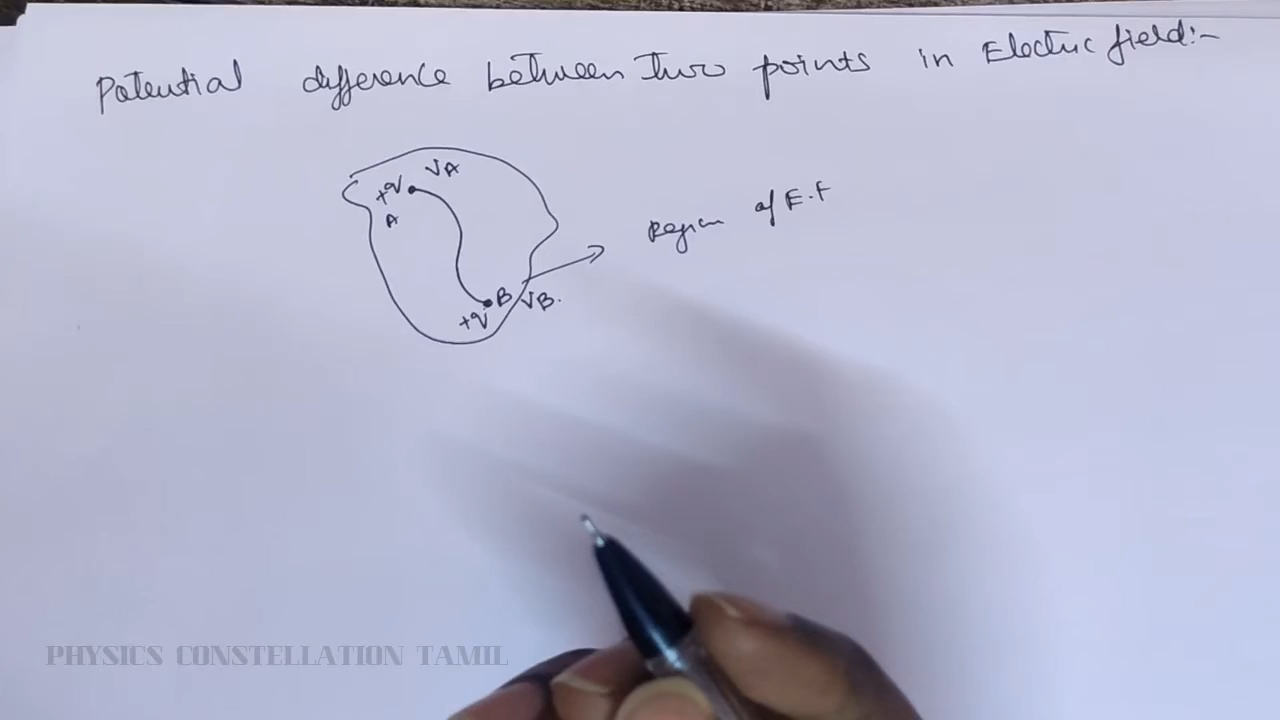 Potential difference between two points in Electric field:-
VA
+q
A
Region of E.F
B VB.
+q
PHYSICS CONSTELLATION TAMIL